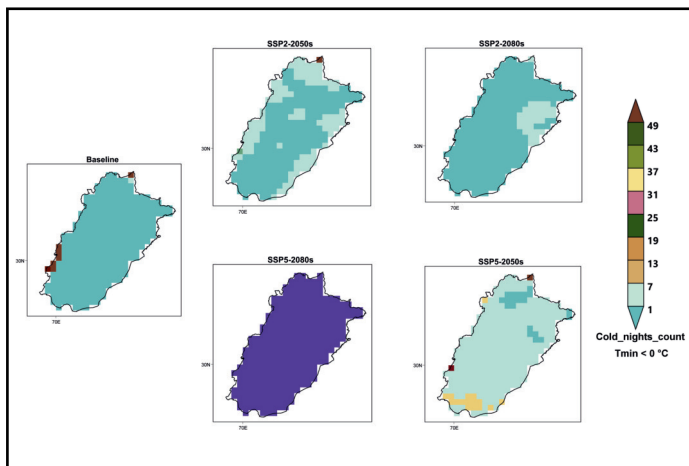 SSP2-2050s
SSP2-2080s
30N
70E
30N
70E
Baseline
30N
70E
SSP5-2080s
30N
70E
SSP5-2050s
30N
70E
49
43
37
31
25
19
13
7
1
Cold_nights_count
Tmin < 0 °C